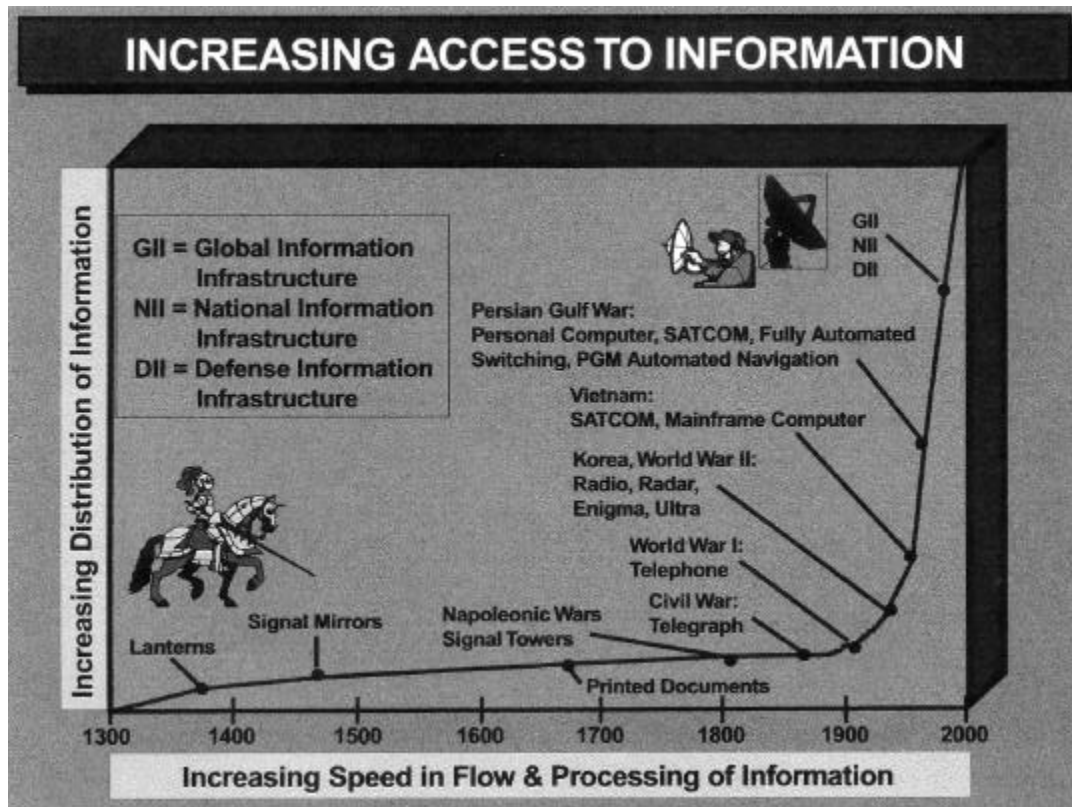 INCREASING ACCESS TO INFORMATION
Increasing Distribution of Information
GII = Global Information
Infrastructure
NII = National Information
Infrastructure
DII = Defense Information
Infrastructure
GII
NII
DII
Persian Gulf War:
Personal Computer, SATCOM, Fully Automated
Switching, PGM Automated Navigation
Vietnam:
SATCOM, Mainframe Computer
Korea, World War II:
Radio, Radar,
Enigma, Ultra
World War I:
Telephone
Civil War:
Telegraph
Napoleonic Wars
Signal Towers
Signal Mirrors
Lanterns
Printed Documents
1300 1400 1500 1600 1700 1800 1900 2000
Increasing Speed in Flow & Processing of Information